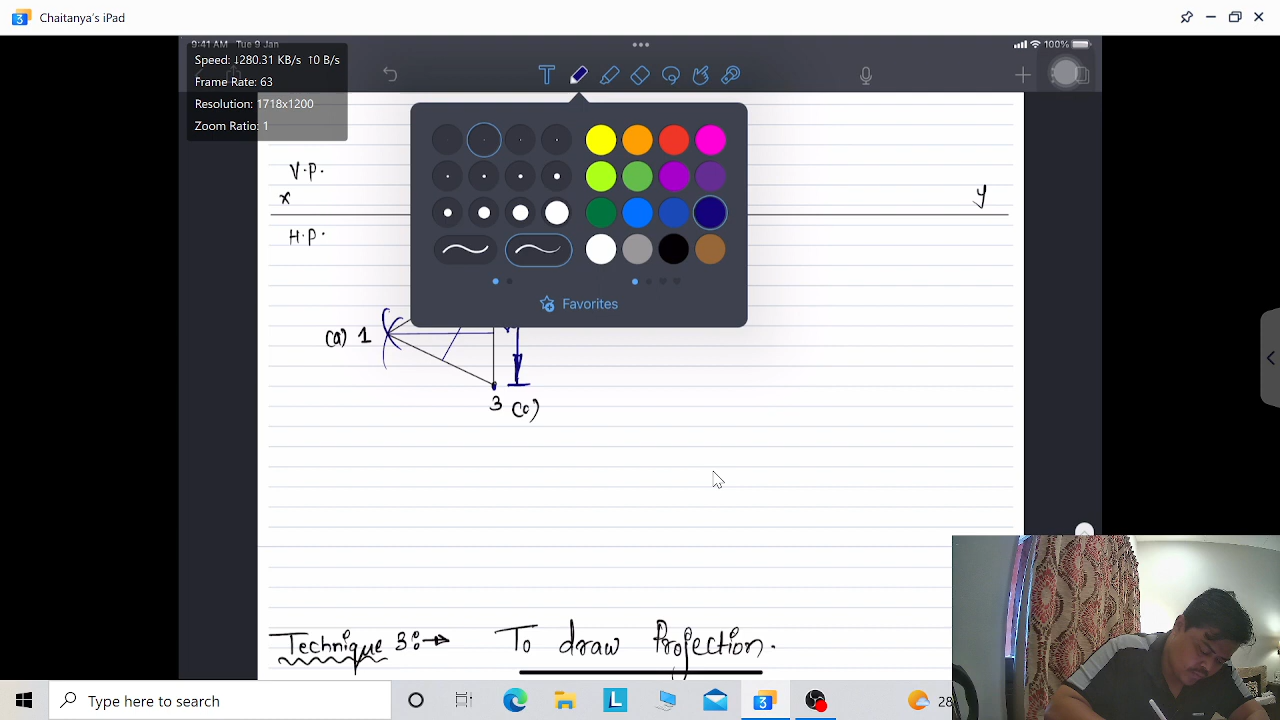 Chaitanya's iPad
9:41 AM Tue 9 Jan
100%
Speed: ↓280.31 KB/s 10 B/s
Frame Rate: 63
Resolution: 1718x1200
Zoom Ratio: 1
V.P.
x
y
H.P.
Favorites
(a) 1
3 (c)
Technique 3:→ To draw Projection.
Type here to search
28